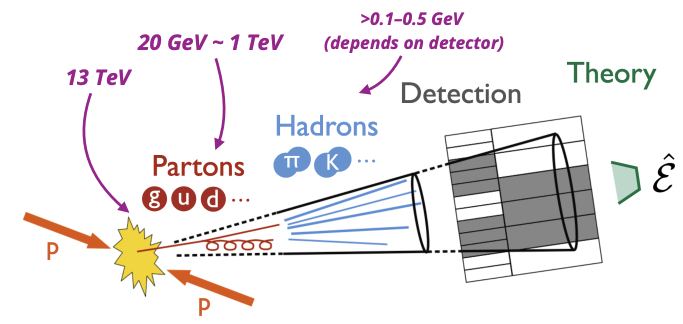 >0.1–0.5 GeV
(depends on detector)
20 GeV ~ 1 TeV
13 TeV
Theory
Detection
Hadrons
π K ...
Partons
g u d ...
Ɛ̂
P
P